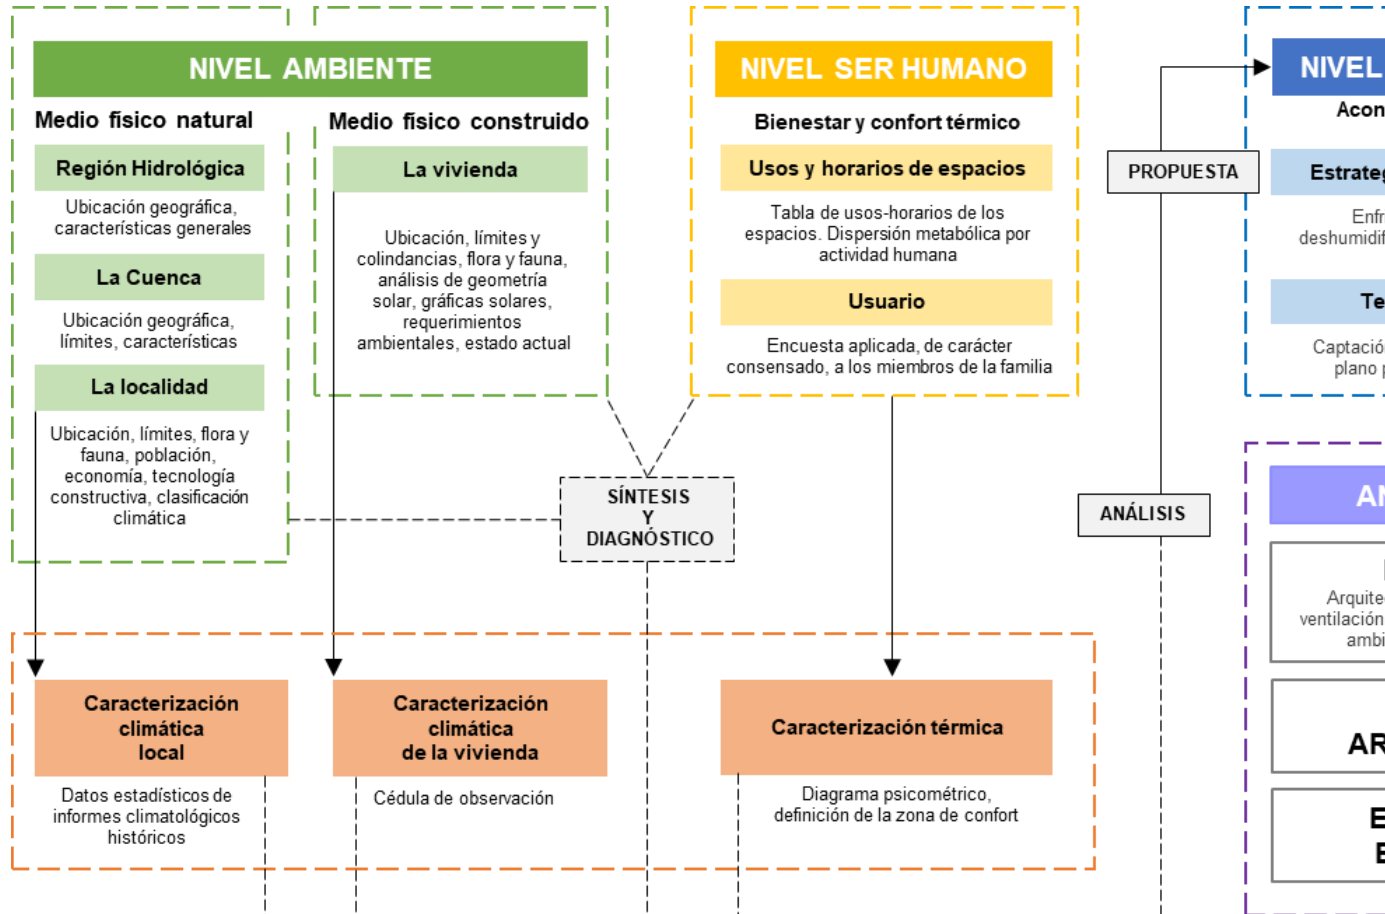 NIVEL AMBIENTE
Medio físico natural
Región Hidrológica
Ubicación geográfica,
características generales
La Cuenca
Ubicación geográfica,
límites, características
La localidad
Ubicación, límites, flora y
fauna, población,
economía, tecnología
constructiva, clasificación
climática
Medio físico construido
La vivienda
Ubicación, límites y
colindancias, flora y fauna,
análisis de geometría
solar, gráficas solares,
requerimientos
ambientales, estado actual
NIVEL SER HUMANO
Bienestar y confort térmico
Usos y horarios de espacios
Tabla de usos-horarios de los
espacios. Dispersión metabólica por
actividad humana
Usuario
Encuesta aplicada, de carácter
consensado, a los miembros de la familia
SÍNTESIS
Y
DIAGNÓSTICO
PROPUESTA
ANÁLISIS
NIVEL
Acon
Estrateg
Enfr
deshumidif
Te
Captació
plano p
AN
Arquite
ventilación
ambi
AR
E
E
Caracterización
climática
local
Datos estadísticos de
informes climatológicos
históricos
Caracterización
climática
de la vivienda
Cédula de observación
Caracterización térmica
Diagrama psicométrico,
definición de la zona de confort